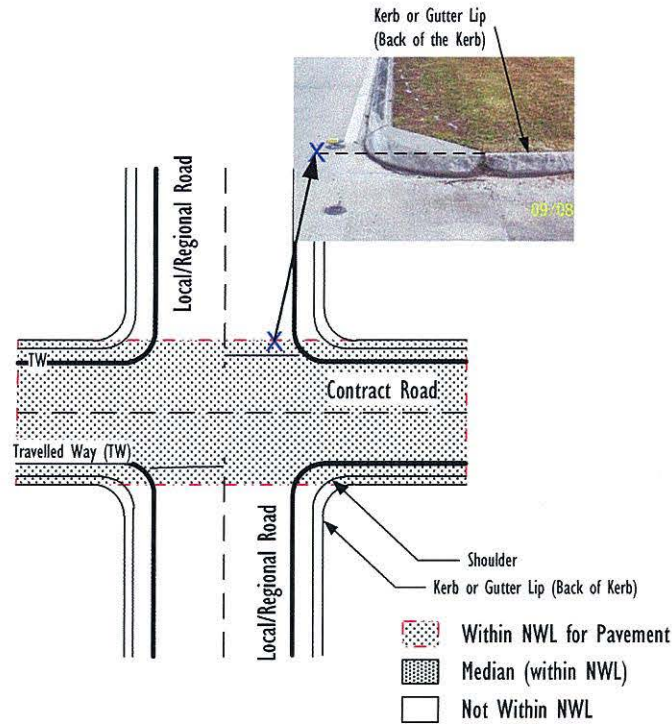 Kerb or Gutter Lip
(Back of the Kerb)
09/08
Local/Regional Road
TW
Contract Road
Travelled Way (TW)
Local/Regional Road
Shoulder
Kerb or Gutter Lip (Back of Kerb)
Within NWL for Pavement
Median (within NWL)
Not Within NWL